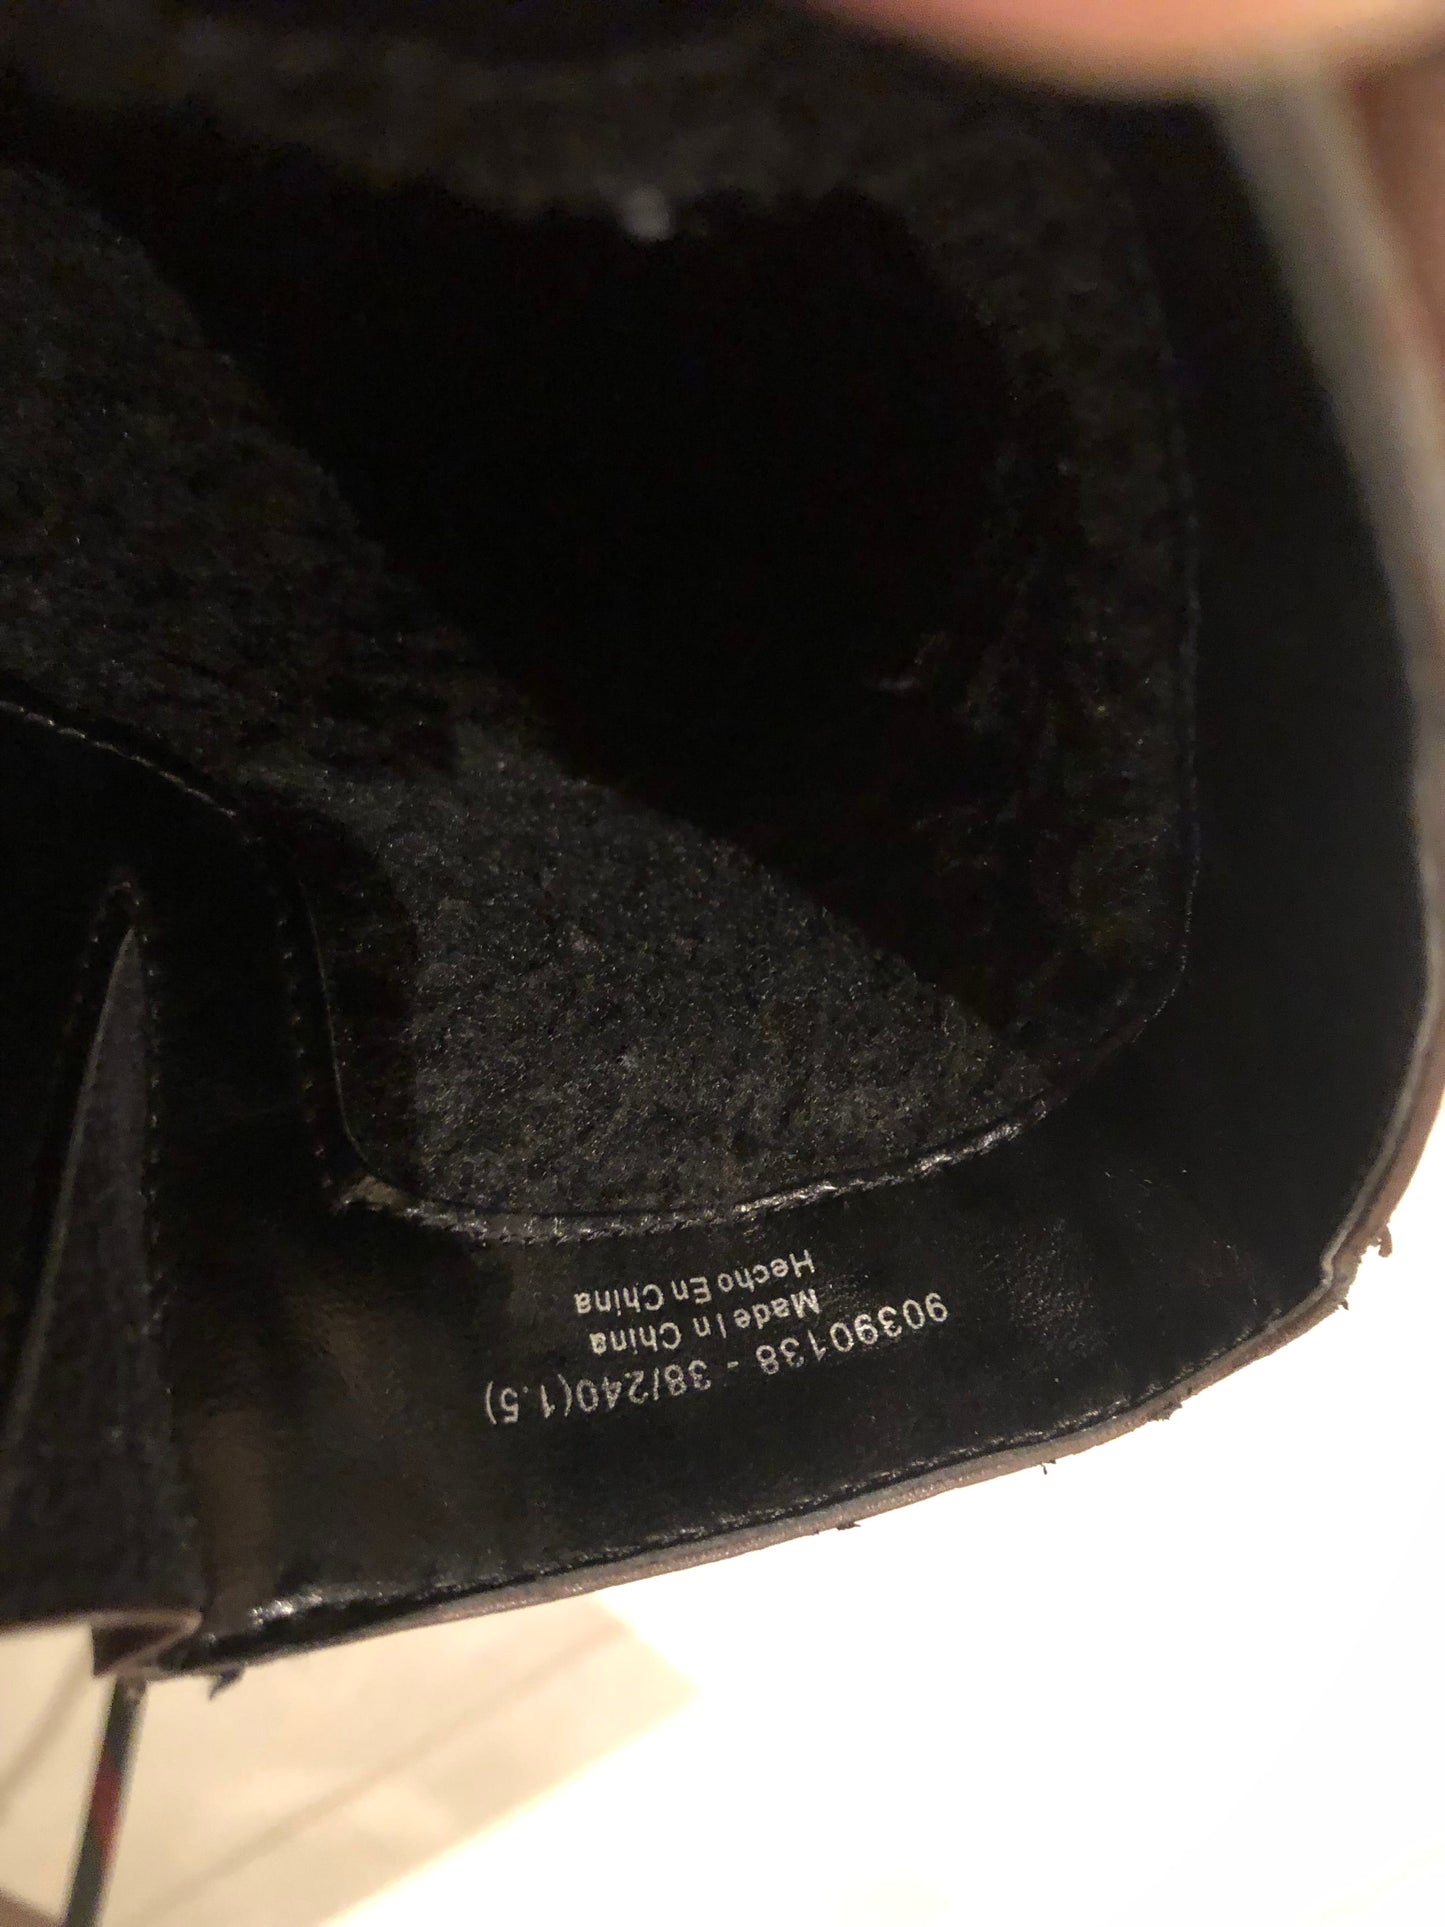 90390138 - 38/240(1.5)
Made In China
Hecho En China